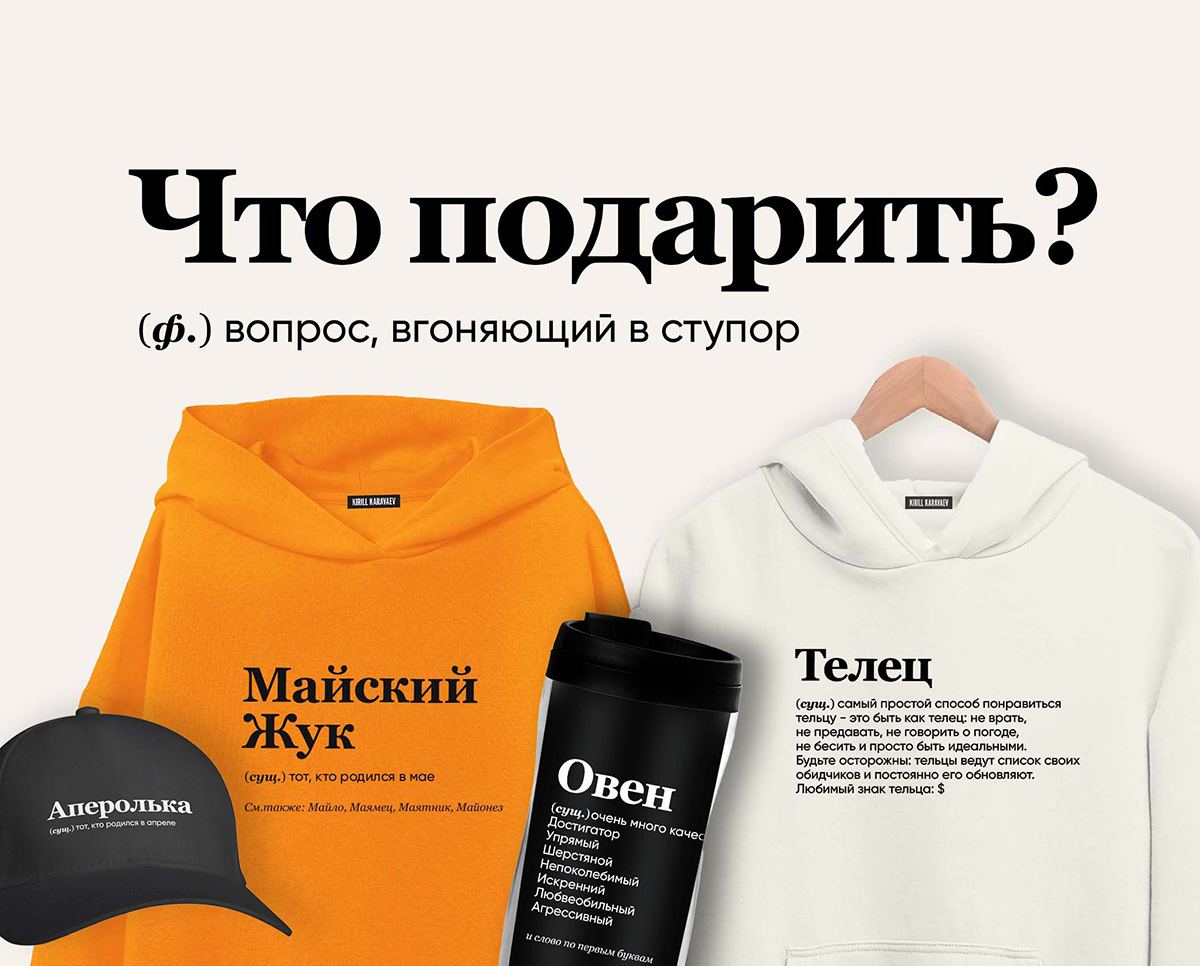 Что подарить?
(ф.) вопрос, вгоняющий в ступор
KIRILL KARAVAEV
KIRILL KARAVAEV
Майский
Жук
(сущ.) тот, кто родился в мае
См.также: Майло, Маямец, Маятник, Майонез
Аперолька
(сущ.) тот, кто родился в апреле
Овен
(сущ.) очень много качес
Достигатор
Упрямый
Шерстяной
Непоколебимый
Искренний
Любвеобильный
Агрессивный
и слово по первым буквам
Телец
(сущ.) самый простой способ понравиться
тельцу - это быть как телец: не врать,
не предавать, не говорить о погоде,
не бесить и просто быть идеальными.
Будьте осторожны: тельцы ведут список своих
обидчиков и постоянно его обновляют.
Любимый знак тельца: $